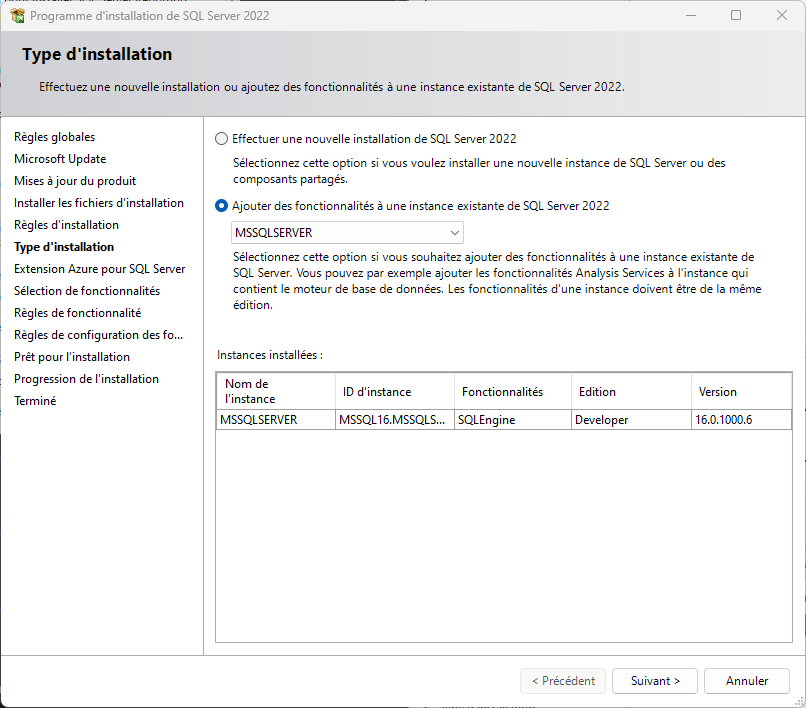 Programme d'installation de SQL Server 2022
Type d'installation
Effectuez une nouvelle installation ou ajoutez des fonctionnalités à une instance existante de SQL Server 2022.
Règles globales
Microsoft Update
Mises à jour du produit
Installer les fichiers d'installation
Règles d'installation
Type d'installation
Extension Azure pour SQL Server
Sélection de fonctionnalités
Règles de fonctionnalité
Règles de configuration des fo...
Prêt pour l'installation
Progression de l'installation
Terminé
Effectuer une nouvelle installation de SQL Server 2022
Sélectionnez cette option si vous voulez installer une nouvelle instance de SQL Server ou des
composants partagés.
Ajouter des fonctionnalités à une instance existante de SQL Server 2022
MSSQLSERVER
Sélectionnez cette option si vous souhaitez ajouter des fonctionnalités à une instance existante de
SQL Server. Vous pouvez par exemple ajouter les fonctionnalités Analysis Services à l'instance qui
contient le moteur de base de données. Les fonctionnalités d'une instance doivent être de la même
édition.
Instances installées :
Nom de
l'instance
ID d'instance
Fonctionnalités
Edition
Version
MSSQLSERVER
MSSQL16.MSSQLS...
SQLEngine
Developer
16.0.1000.6
< Précédent
Suivant >
Annuler